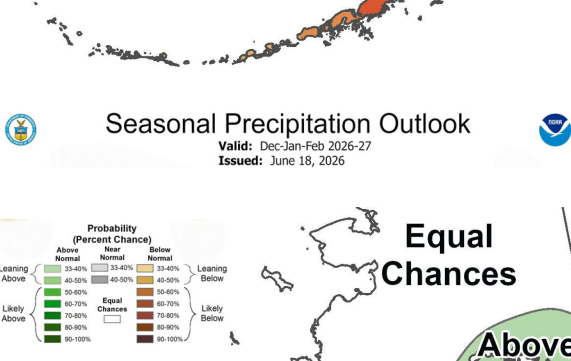 Seasonal Precipitation Outlook
Valid: Dec-Jan-Feb 2026-27
Issued: June 18, 2026
NOAA
Probability
(Percent Chance)
Above Normal
Near Normal
Below Normal
Leaning Above
33-40% 33-40% 33-40%
40-50% 40-50% 40-50%
Leaning Below
Likely Above
50-60% 50-60%
60-70% 60-70%
70-80% 70-80%
80-90% 80-90%
90-100% 90-100%
Equal Chances
Likely Below
Equal
Chances
Above